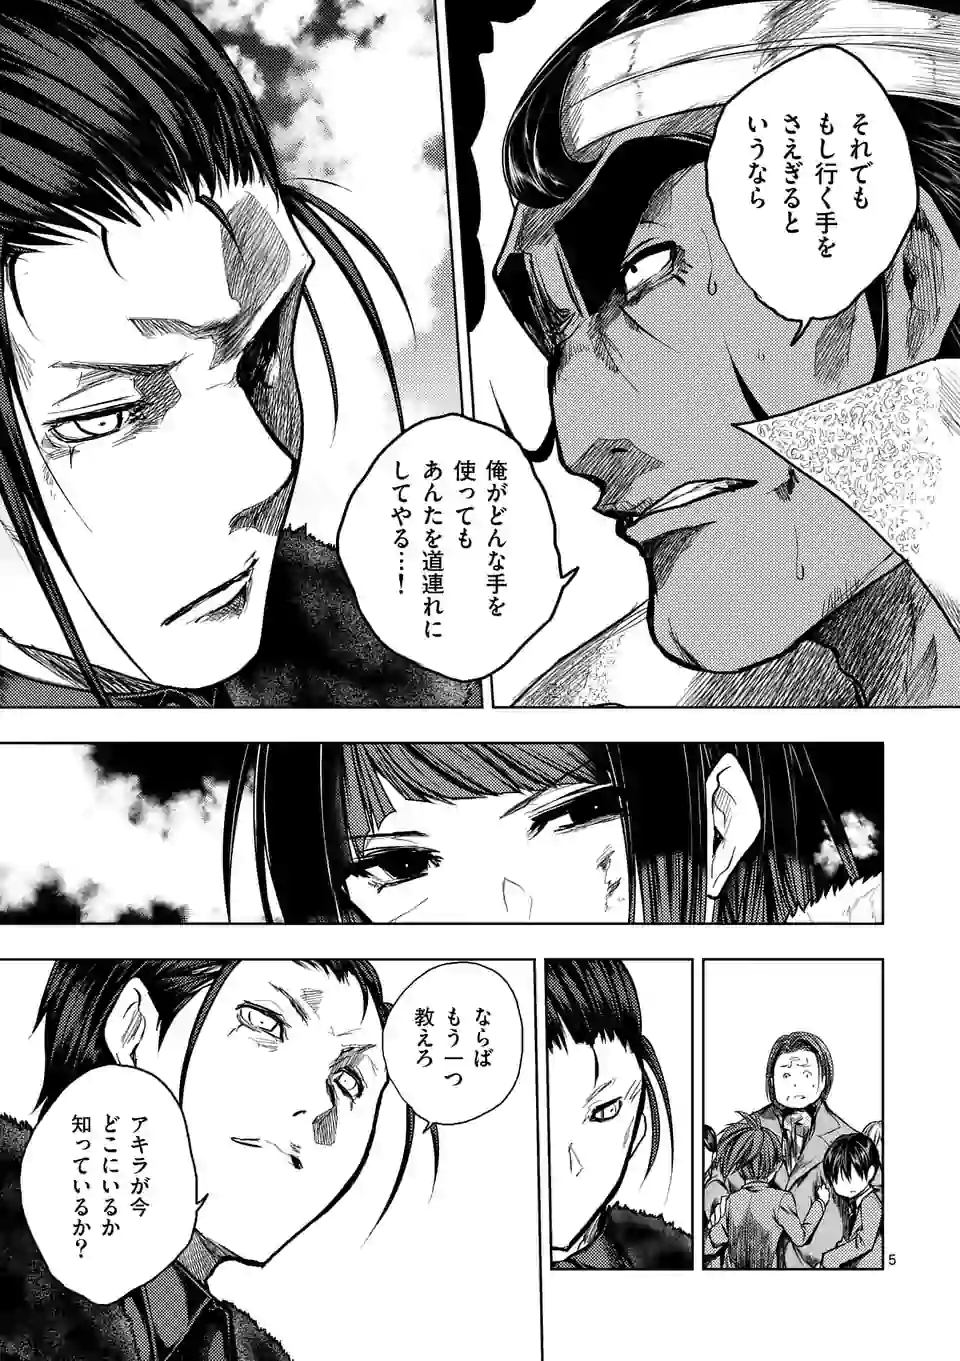 それでも
もし行く手を
さえぎると
いうなら
俺がどんな手を
使っても
あんたを道連れに
してやる…！
ならば
もう一つ
教えろ
アキラが今
どこにいるか
知っているか？
5